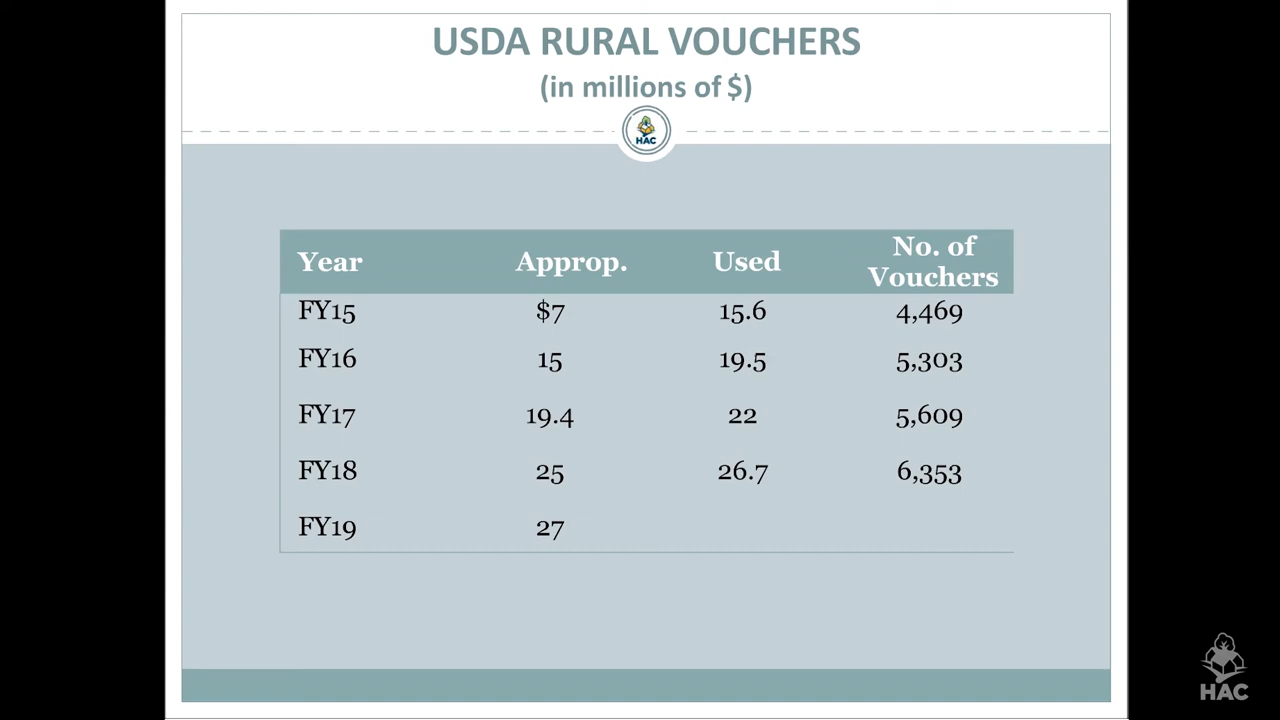 USDA RURAL VOUCHERS
(in millions of $)
HAC
Year Approp. Used No. of Vouchers
FY15 $7 15.6 4,469
FY16 15 19.5 5,303
FY17 19.4 22 5,609
FY18 25 26.7 6,353
FY19 27
HAC